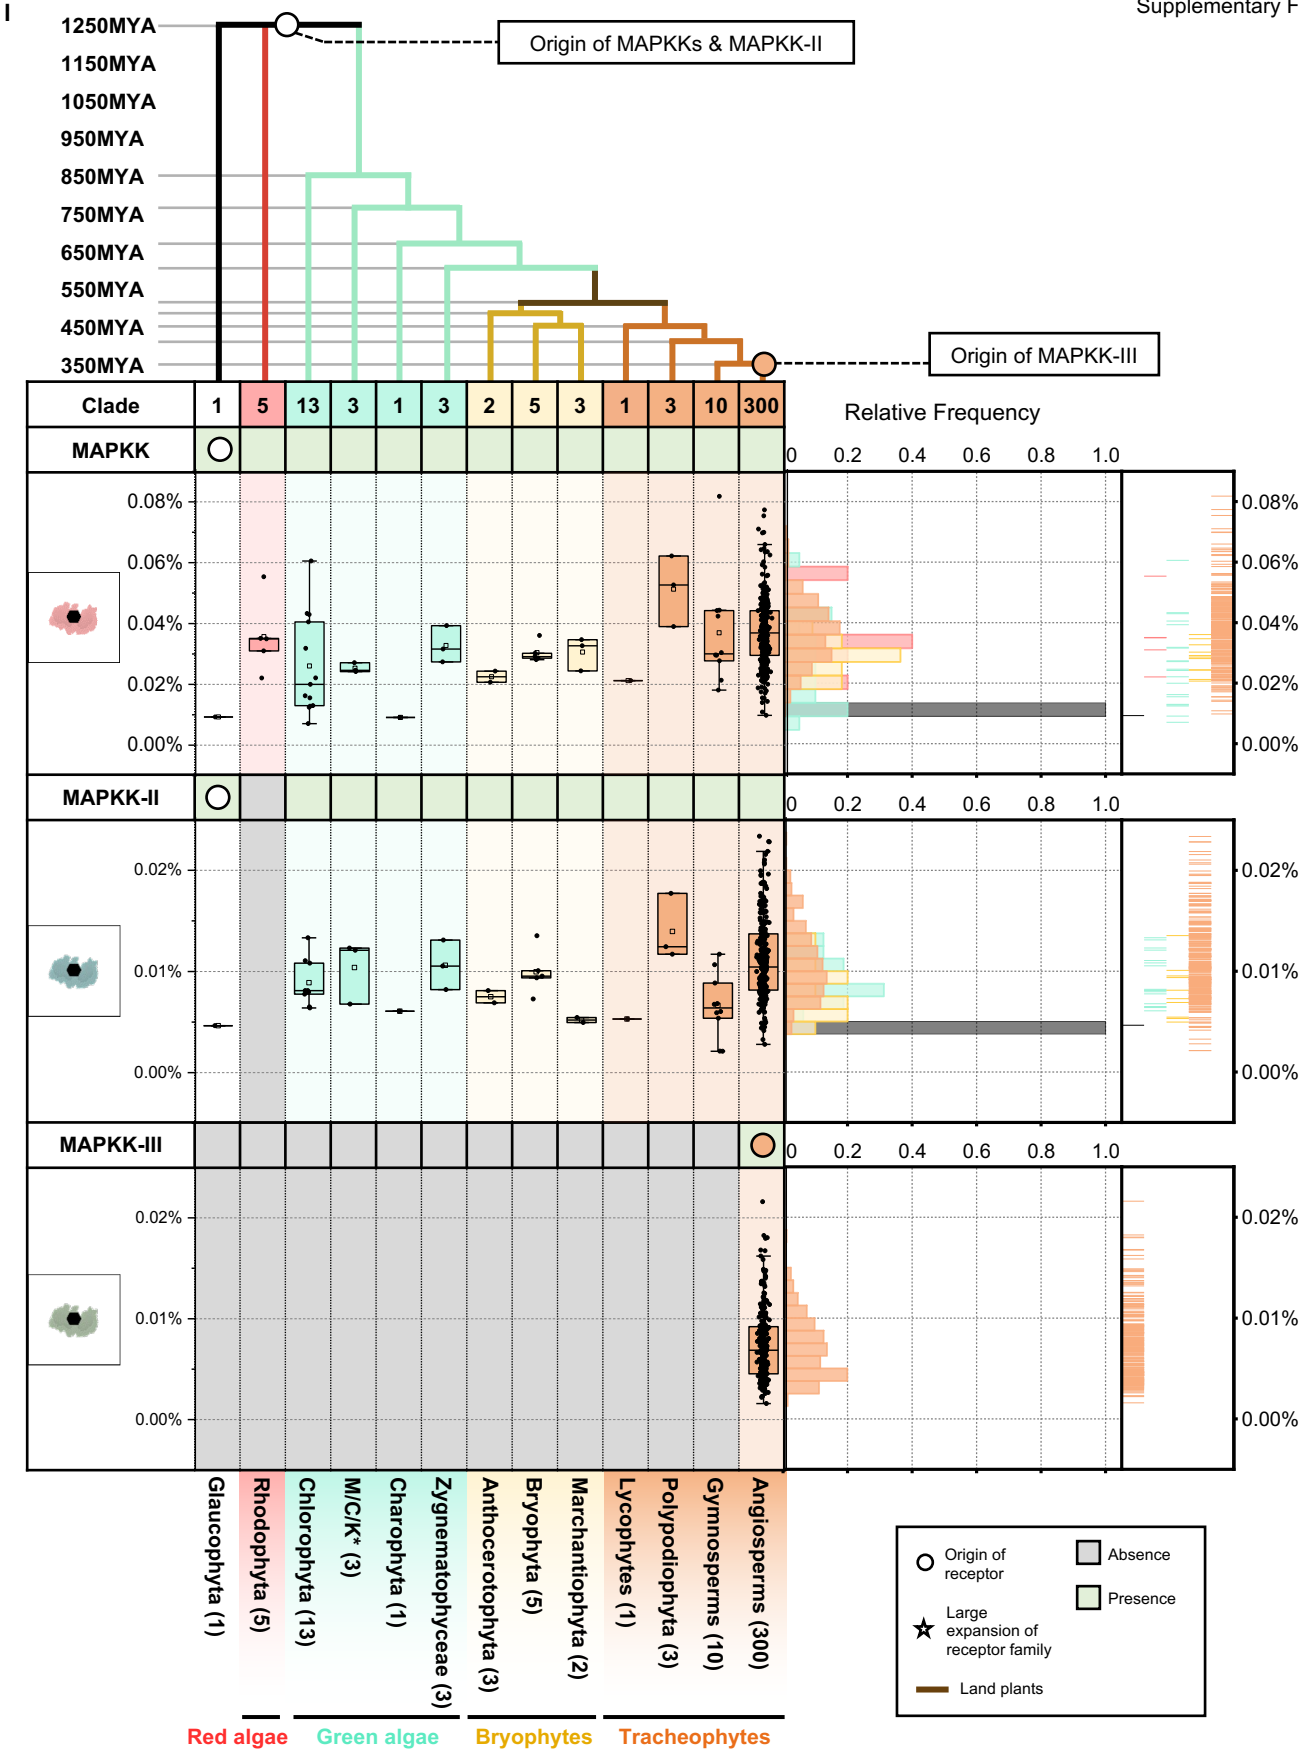 I
Supplementary F
1250MYA
1150MYA
1050MYA
950MYA
850MYA
750MYA
650MYA
550MYA
450MYA
350MYA
Origin of MAPKKs & MAPKK-II
Origin of MAPKK-III
Clade 1 5 13 3 1 3 2 5 3 1 3 10 300
Relative Frequency
MAPKK
0 0.2 0.4 0.6 0.8 1.0
0.08% 0.08%
0.06% 0.06%
0.04% 0.04%
0.02% 0.02%
0.00% 0.00%
MAPKK-II
0 0.2 0.4 0.6 0.8 1.0
0.02% 0.02%
0.01% 0.01%
0.00% 0.00%
MAPKK-III
0 0.2 0.4 0.6 0.8 1.0
0.02% 0.02%
0.01% 0.01%
0.00% 0.00%
Glaucophyta (1)
Rhodophyta (5)
Chlorophyta (13)
M/C/K* (3)
Charophyta (1)
Zygnematophyceae (3)
Anthocerotophyta (3)
Bryophyta (5)
Marchantiophyta (2)
Lycophytes (1)
Polypodiophyta (3)
Gymnosperms (10)
Angiosperms (300)
Red algae
Green algae
Bryophytes
Tracheophytes
Origin of
receptor
Large
expansion of
receptor family
Land plants
Absence
Presence